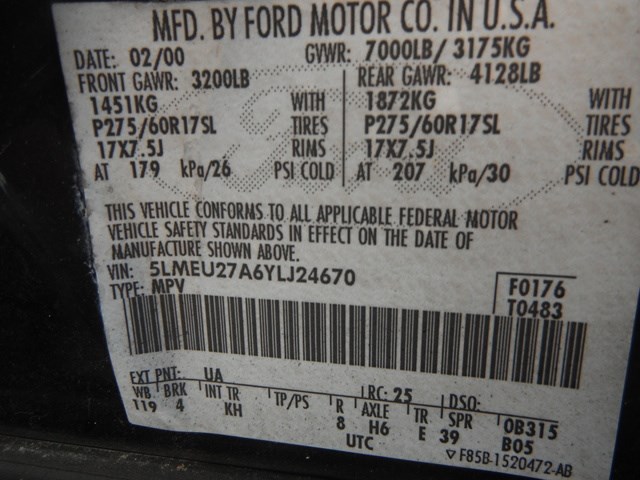 MFD. BY FORD MOTOR CO. IN U.S.A.
DATE: 02/00 GVWR: 7000LB/ 3175KG
FRONT GAWR: 3200LB REAR GAWR: 4128LB
1451KG WITH 1872KG WITH
P275/60R17SL TIRES P275/60R17SL TIRES
17X7.5J RIMS 17X7.5J RIMS
AT 179 kPa/26 PSI COLD AT 207 kPa/30 PSI COLD
THIS VEHICLE CONFORMS TO ALL APPLICABLE FEDERAL MOTOR
VEHICLE SAFETY STANDARDS IN EFFECT ON THE DATE OF
MANUFACTURE SHOWN ABOVE.
VIN: 5LMEU27A6YLJ24670
TYPE: MPV
F0176
T0483
EXT PNT: UA RC: 25 DSO:
WB BRK INT TR TP/PS R AXLE TR SPR 0B315
119 4 KH 8 H6 E 39 B05
UTC ▽F85B-1520472-AB